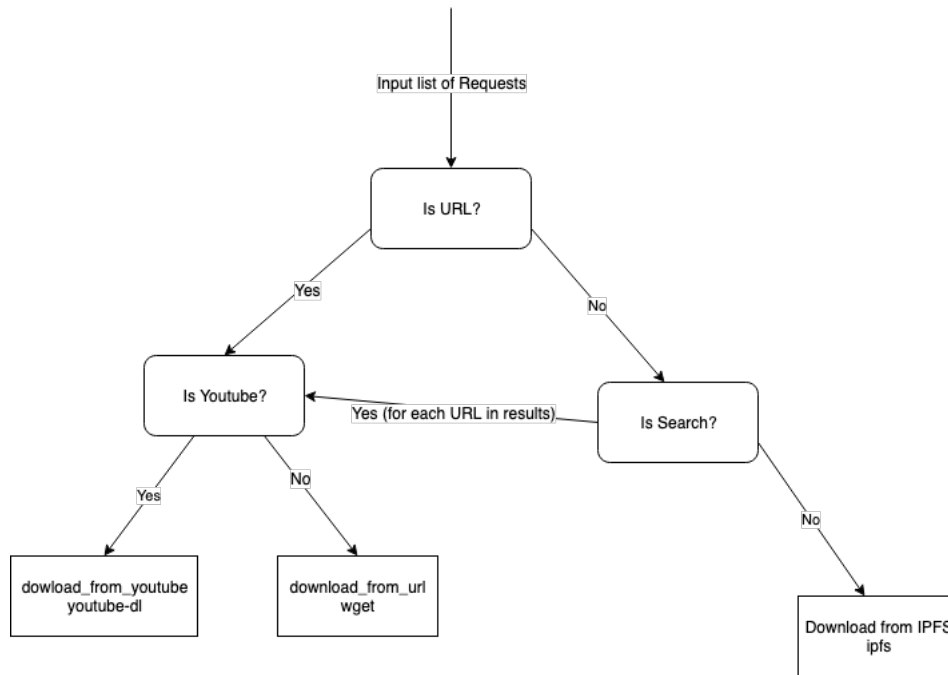 Input list of Requests
Is URL?
Yes
No
Is Youtube?
Yes (for each URL in results)
Is Search?
Yes
No
No
dowload_from_youtube
youtube-dl
download_from_url
wget
Download from IPFS
ipfs